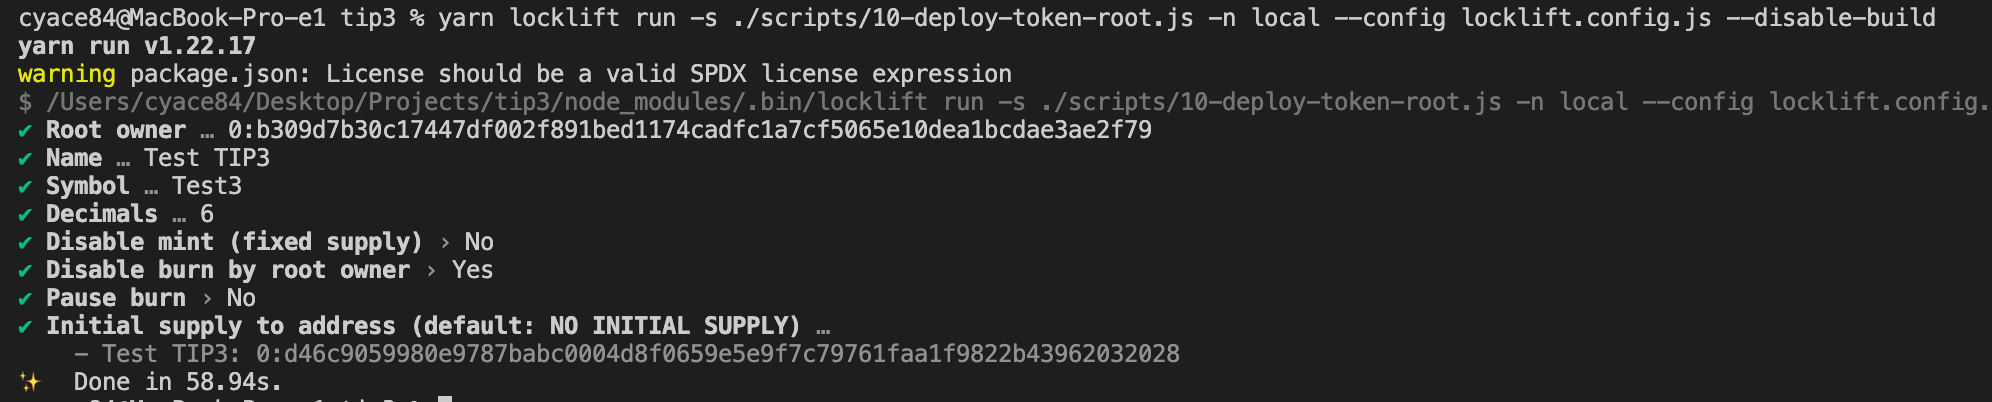 cyace84@MacBook-Pro-e1 tip3 % yarn locklift run -s ./scripts/10-deploy-token-root.js -n local --config locklift.config.js --disable-build
yarn run v1.22.17
warning package.json: License should be a valid SPDX license expression
$ /Users/cyace84/Desktop/Projects/tip3/node_modules/.bin/locklift run -s ./scripts/10-deploy-token-root.js -n local --config locklift.config.
✔ Root owner … 0:b309d7b30c17447df002f891bed1174cadfc1a7cf5065e10dea1bcdae3ae2f79
✔ Name … Test TIP3
✔ Symbol … Test3
✔ Decimals … 6
✔ Disable mint (fixed supply) › No
✔ Disable burn by root owner › Yes
✔ Pause burn › No
✔ Initial supply to address (default: NO INITIAL SUPPLY) …
- Test TIP3: 0:d46c9059980e9787babc0004d8f0659e5e9f7c79761faa1f9822b43962032028
✨ Done in 58.94s.